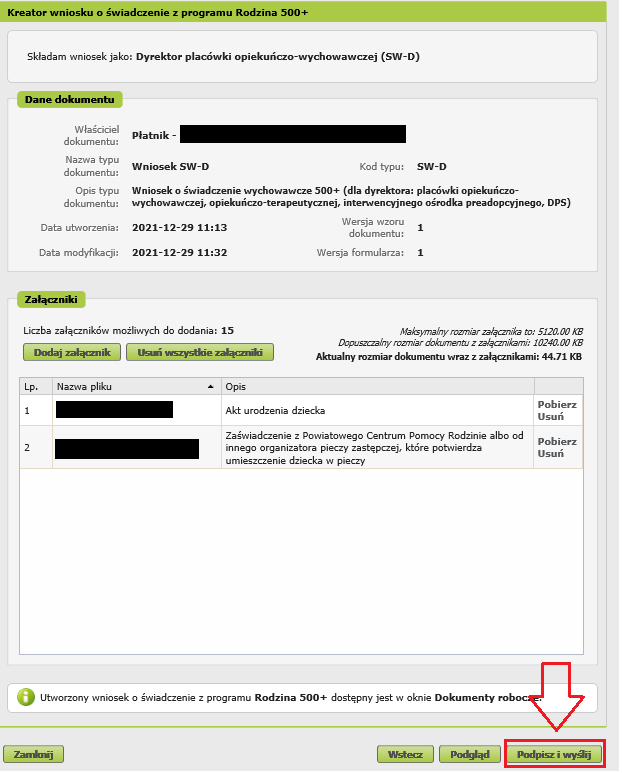 Kreator wniosku o świadczenie z programu Rodzina 500+
Składam wniosek jako: Dyrektor placówki opiekuńczo-wychowawczej (SW-D)
Dane dokumentu
Właściciel
dokumentu:
Płatnik -
Nazwa typu
dokumentu:
Wniosek SW-D
Kod typu:
SW-D
Opis typu
dokumentu:
Wniosek o świadczenie wychowawcze 500+ (dla dyrektora: placówki opiekuńczo-
wychowawczej, opiekuńczo-terapeutycznej, interwencyjnego ośrodka preadopcyjnego, DPS)
Data utworzenia:
2021-12-29 11:13
Wersja wzoru
dokumentu:
1
Data modyfikacji:
2021-12-29 11:32
Wersja formularza:
1
Załączniki
Liczba załączników możliwych do dodania: 15
Maksymalny rozmiar załącznika to: 5120.00 KB
Dopuszczalny rozmiar dokumentu z załącznikami: 10240.00 KB
Aktualny rozmiar dokumentu wraz z załącznikami: 44.71 KB
Dodaj załącznik
Usuń wszystkie załączniki
Lp.
Nazwa pliku
Opis
1
Akt urodzenia dziecka
Pobierz
Usuń
2
Zaświadczenie z Powiatowego Centrum Pomocy Rodzinie albo od
innego organizatora pieczy zastępczej, które potwierdza
umieszczenie dziecka w pieczy
Pobierz
Usuń
Utworzony wniosek o świadczenie z programu Rodzina 500+ dostępny jest w oknie Dokumenty robocze.
Zamknij
Wstecz
Podgląd
Podpisz i wyślij